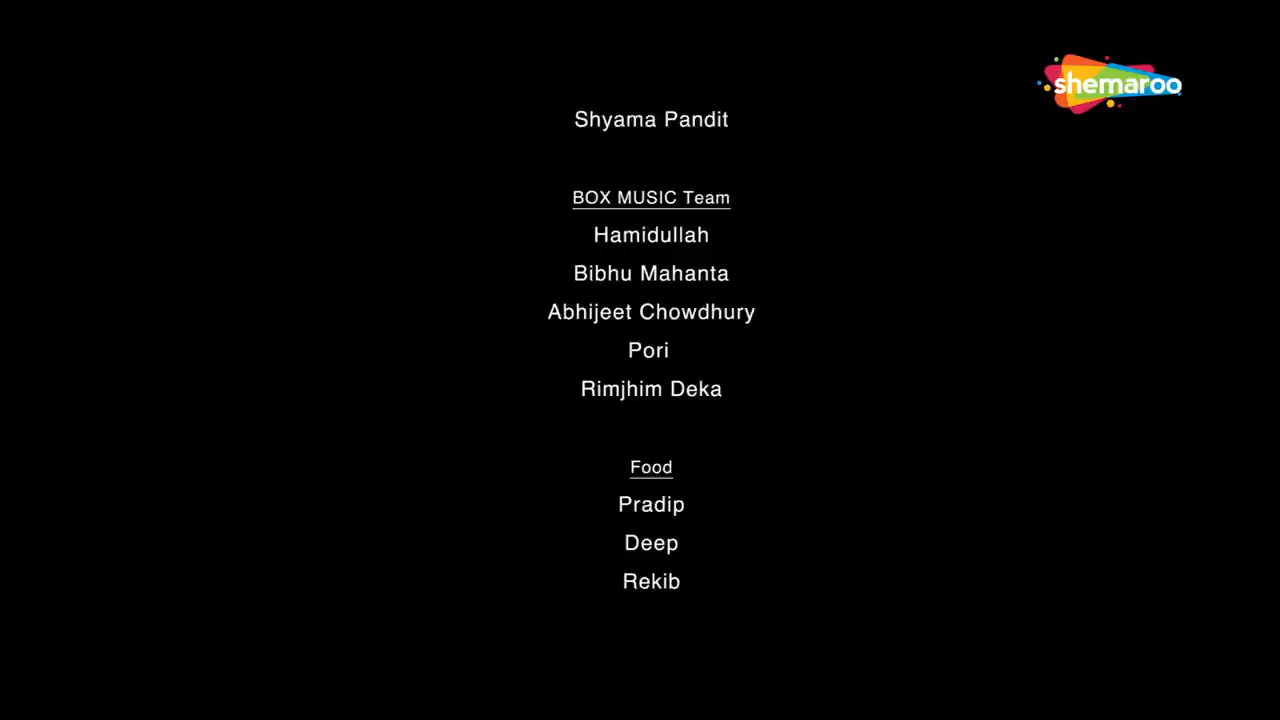 shemaroo
Shyama Pandit
BOX MUSIC Team
Hamidullah
Bibhu Mahanta
Abhijeet Chowdhury
Pori
Rimjhim Deka
Food
Pradip
Deep
Rekib